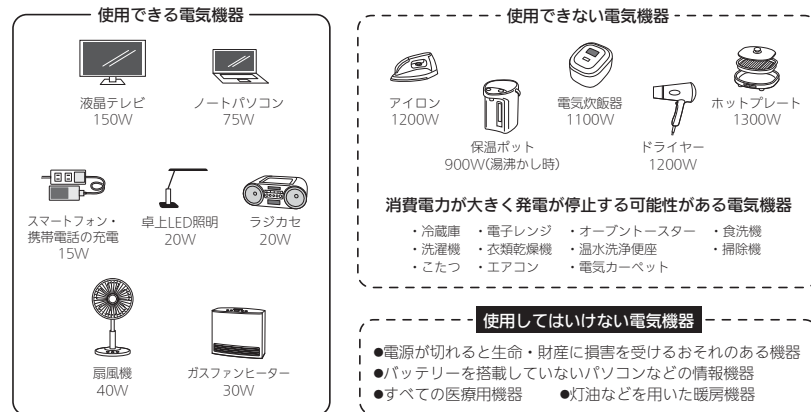 使用できる電気機器
液晶テレビ
150W
ノートパソコン
75W
スマートフォン・
携帯電話の充電
15W
卓上LED照明
20W
ラジカセ
20W
扇風機
40W
ガスファンヒーター
30W
使用できない電気機器
アイロン
1200W
保温ポット
900W(湯沸かし時)
電気炊飯器
1100W
ドライヤー
1200W
ホットプレート
1300W
消費電力が大きく発電が停止する可能性がある電気機器
・冷蔵庫 ・電子レンジ ・オーブントースター ・食洗機
・洗濯機 ・衣類乾燥機 ・温水洗浄便座 ・掃除機
・こたつ ・エアコン ・電気カーペット
使用してはいけない電気機器
●電源が切れると生命・財産に損害を受けるおそれのある機器
●バッテリーを搭載していないパソコンなどの情報機器
●すべての医療用機器 ●灯油などを用いた暖房機器